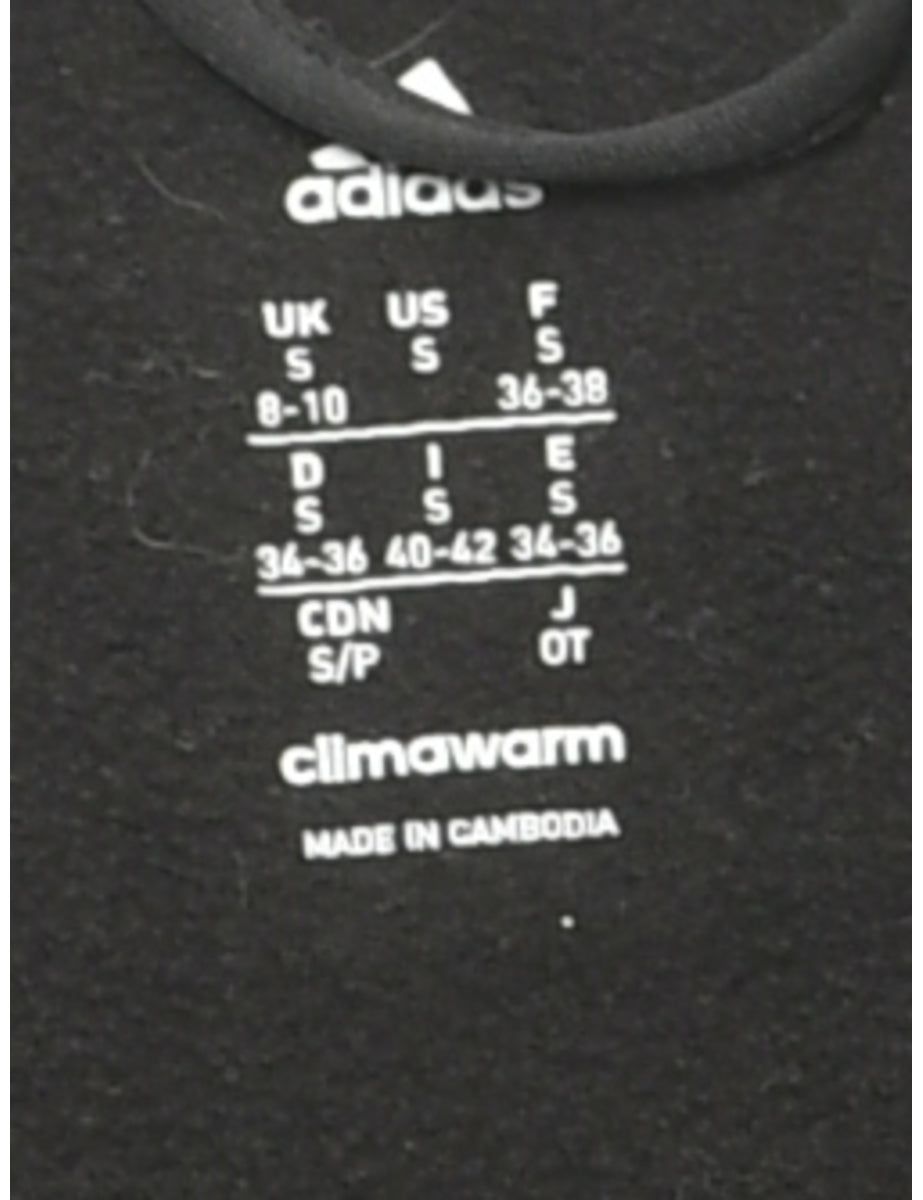 adidas
UK US F
S S S
8-10 36-38
D I E
S S S
34-36 40-42 34-36
CDN J
S/P OT
climawarm
MADE IN CAMBODIA